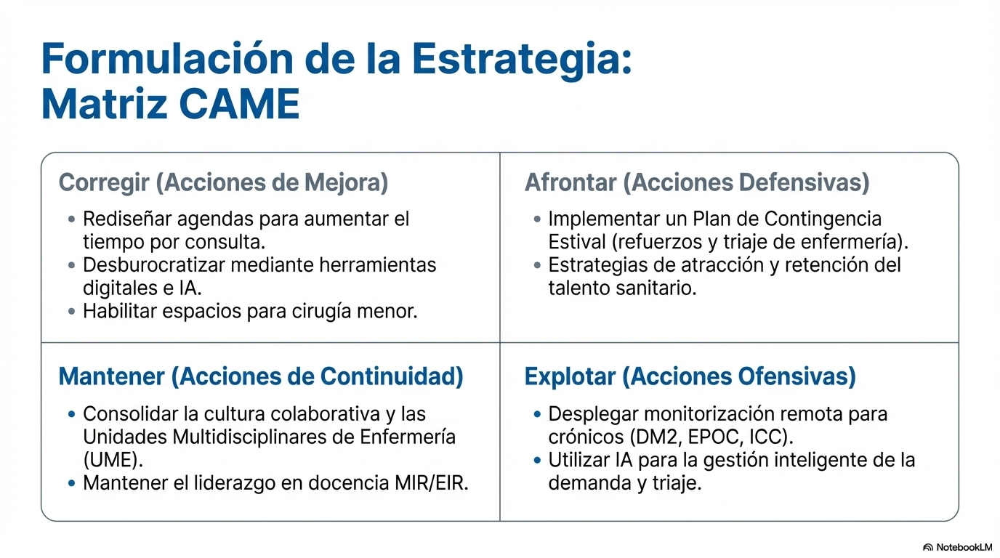 Formulación de la Estrategia:
Matriz CAME
Corregir (Acciones de Mejora)
• Rediseñar agendas para aumentar el
tiempo por consulta.
• Desburocratizar mediante herramientas
digitales e IA.
• Habilitar espacios para cirugía menor.
Afrontar (Acciones Defensivas)
• Implementar un Plan de Contingencia
Estival (refuerzos y triaje de enfermería).
• Estrategias de atracción y retención del
talento sanitario.
Mantener (Acciones de Continuidad)
• Consolidar la cultura colaborativa y las
Unidades Multidisciplinares de Enfermería
(UME).
• Mantener el liderazgo en docencia MIR/EIR.
Explotar (Acciones Ofensivas)
• Desplegar monitorización remota para
crónicos (DM2, EPOC, ICC).
• Utilizar IA para la gestión inteligente de la
demanda y triaje.
NotebookLM